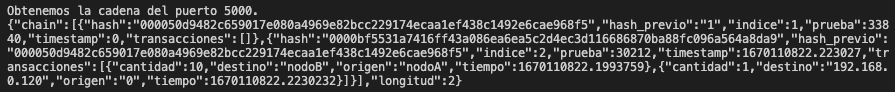 Obtenemos la cadena del puerto 5000.
{"chain":[{"hash":"000050d9482c659017e080a4969e82bcc229174ecaa1ef438c1492e6cae968f5","hash_previo":"1","indice":1,"prueba":338
40,"timestamp":0,"transacciones":[]},{"hash":"0000bf5531a7416ff43a086ea6ea5c2d4ec3d116686870ba88fc096a564a8da9","hash_previo":
"000050d9482c659017e080a4969e82bcc229174ecaa1ef438c1492e6cae968f5","indice":2,"prueba":30212,"timestamp":1670110822.223027,"tr
ansacciones":[{"cantidad":10,"destino":"nodoB","origen":"nodoA","tiempo":1670110822.1993759},{"cantidad":1,"destino":"192.168.
0.120","origen":"0","tiempo":1670110822.2230232}]}],"longitud":2}